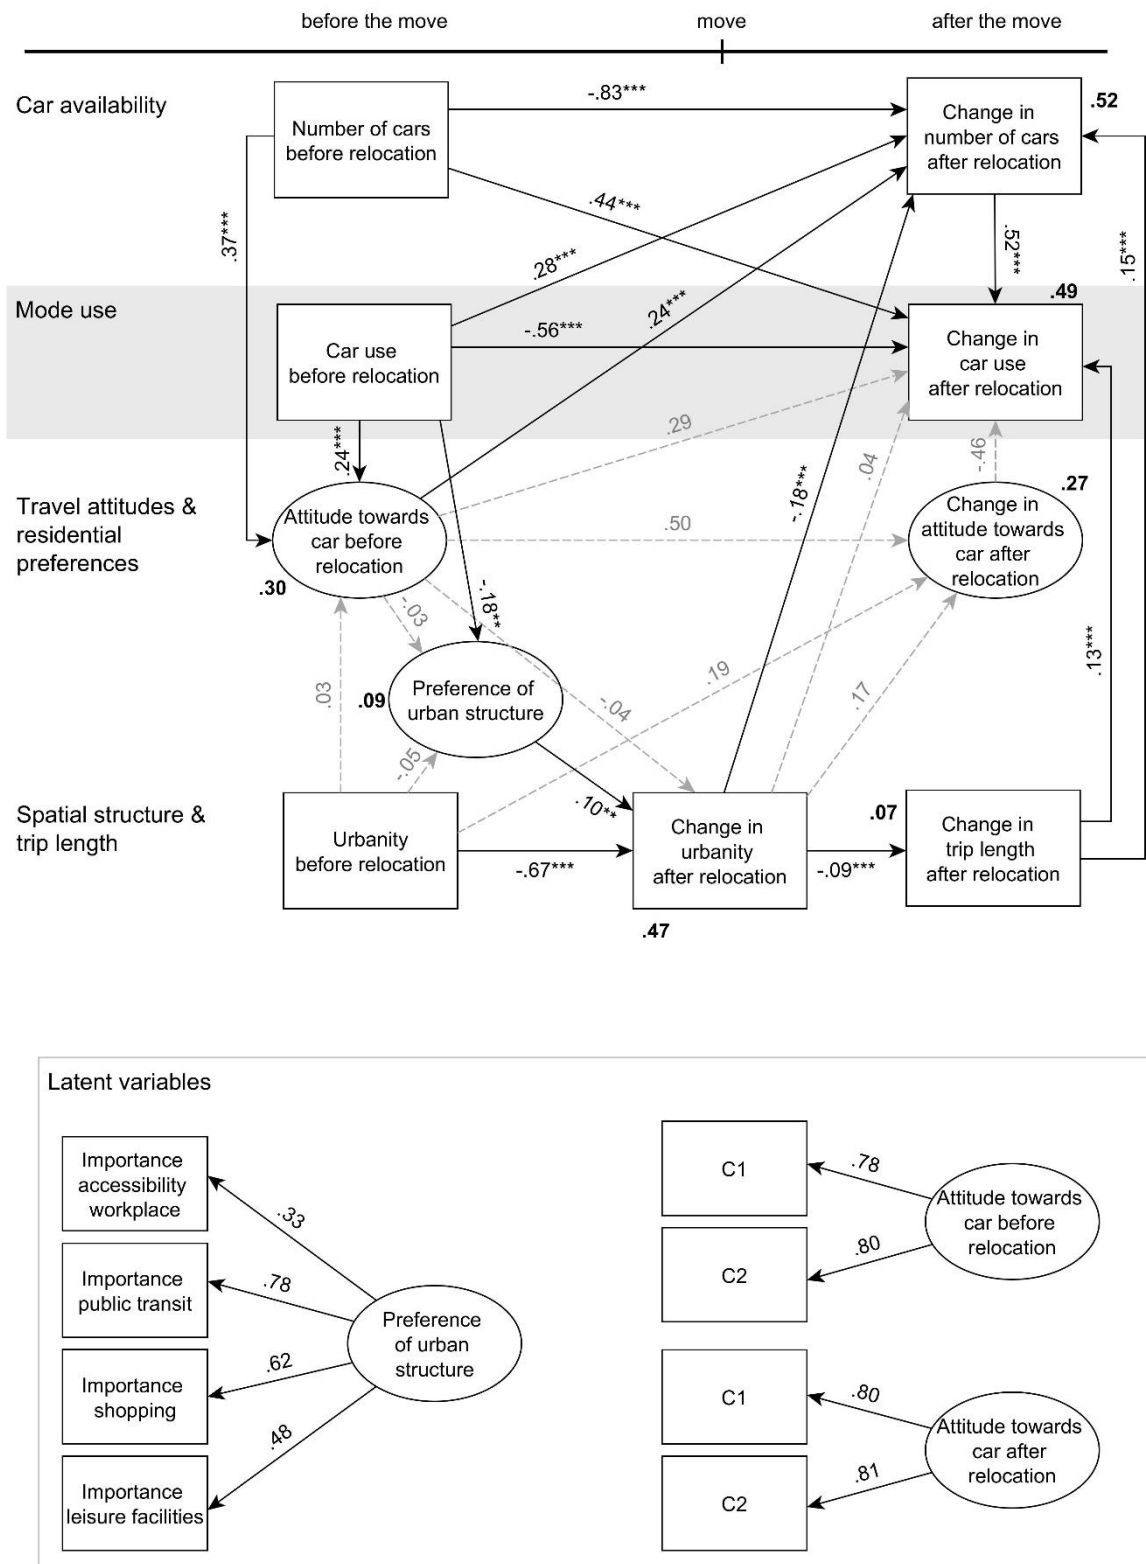 before the move
move
after the move
Car availability
Number of cars
before relocation
-.83***
Change in
number of cars
after relocation
.52
.37***
.44***
.28***
.24***
.52***
.15***
Mode use
Car use
before relocation
-.56***
.49
Change in
car use
after relocation
.24***
.29
.04
-.46
-.18***
Travel attitudes &
residential
preferences
Attitude towards
car before
relocation
.30
.50
.27
Change in
attitude towards
car after
relocation
-.03
-.18**
.13***
.03
.09
Preference of
urban structure
-.04
.19
.17
-.05
.10**
Spatial structure &
trip length
Urbanity
before relocation
-.67***
Change in
urbanity
after relocation
.47
-.09***
.07
Change in
trip length
after relocation
Latent variables
Importance
accessibility
workplace
.33
Importance
public transit
.78
Importance
shopping
.62
Importance
leisure facilities
.48
Preference
of urban
structure
C1
.78
C2
.80
Attitude towards
car before
relocation
C1
.80
C2
.81
Attitude towards
car after
relocation